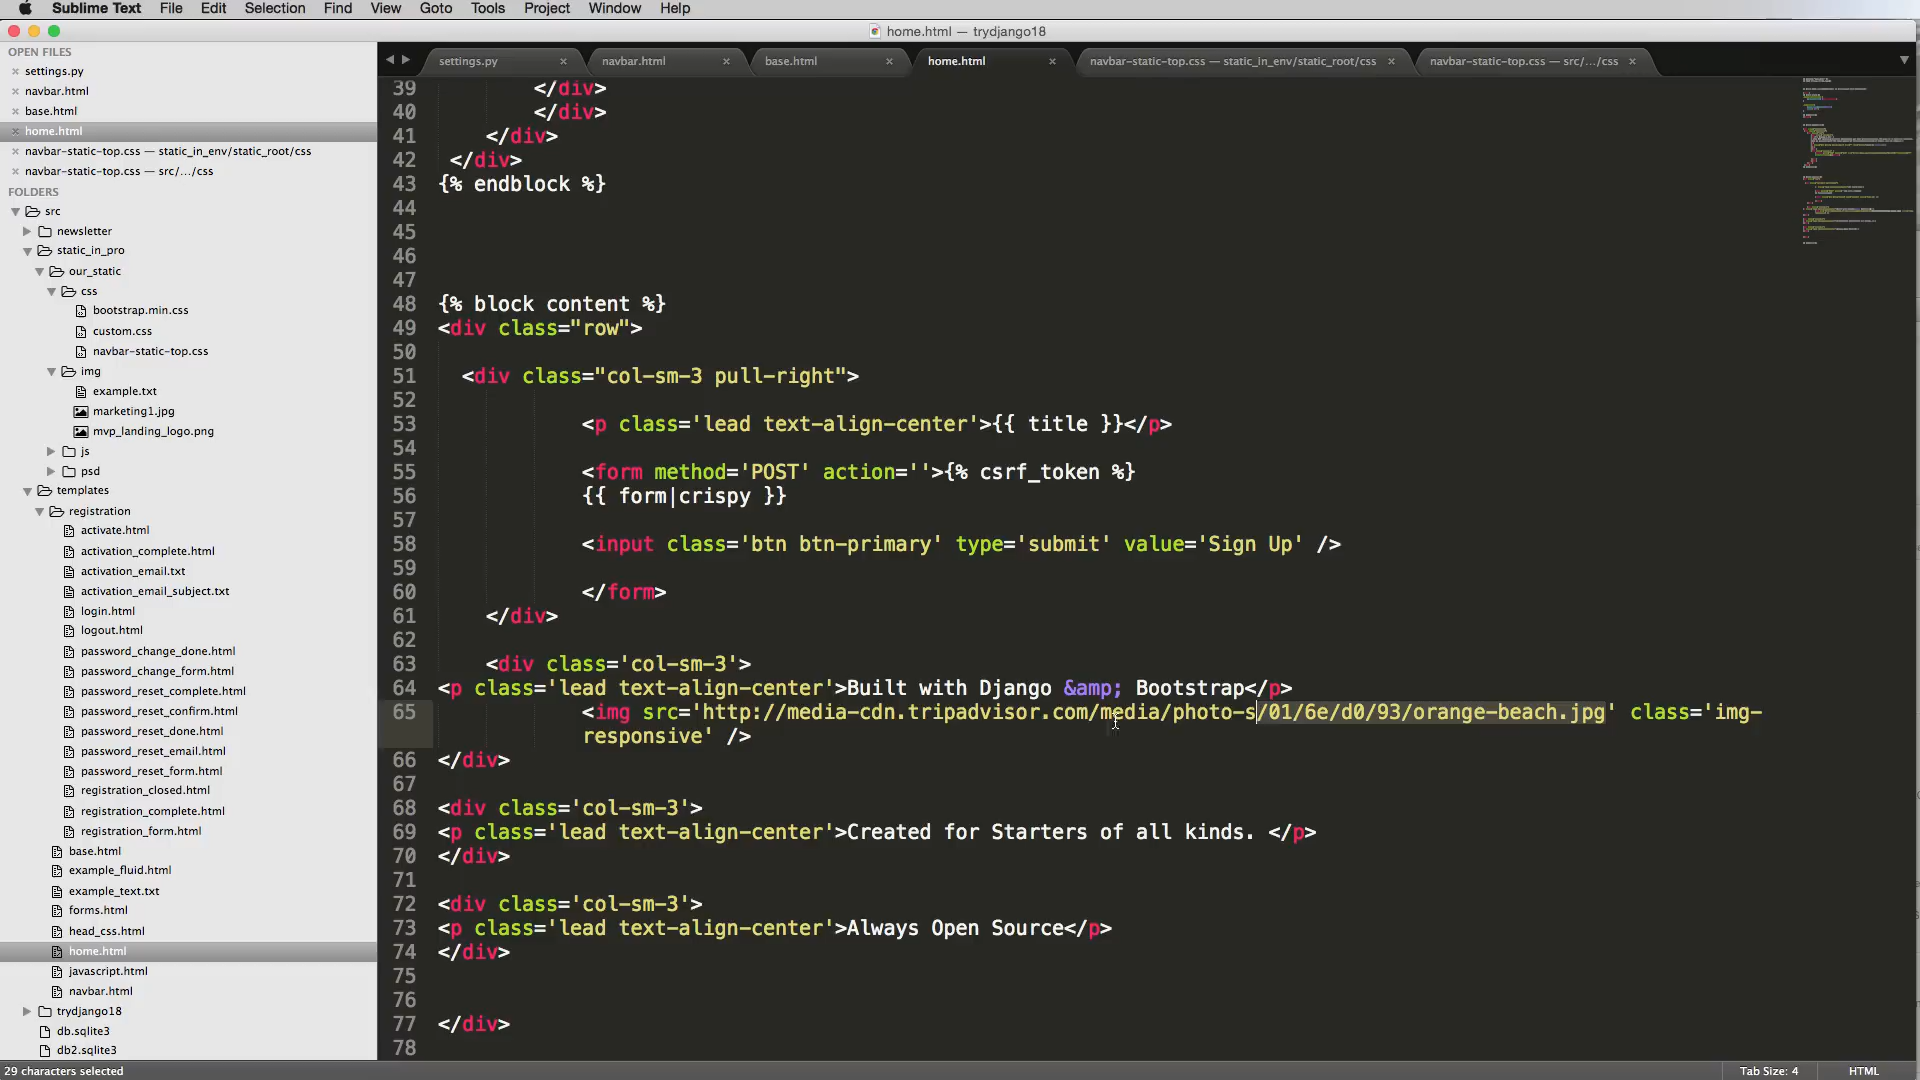 Sublime Text File Edit Selection Find View Goto Tools Project Window Help
home.html — trydjango18
OPEN FILES
settings.py
navbar.html
base.html
home.html
navbar-static-top.css — static_in_env/static_root/css
navbar-static-top.css — src/.../css
FOLDERS
src
newsletter
static_in_pro
our_static
css
bootstrap.min.css
custom.css
navbar-static-top.css
img
example.txt
marketing1.jpg
mvp_landing_logo.png
js
psd
templates
registration
activate.html
activation_complete.html
activation_email.txt
activation_email_subject.txt
login.html
logout.html
password_change_done.html
password_change_form.html
password_reset_complete.html
password_reset_confirm.html
password_reset_done.html
password_reset_email.html
password_reset_form.html
registration_closed.html
registration_complete.html
registration_form.html
base.html
example_fluid.html
example_text.txt
forms.html
head_css.html
home.html
javascript.html
navbar.html
trydjango18
db.sqlite3
db2.sqlite3
settings.py navbar.html base.html home.html navbar-static-top.css — static_in_env/static_root/css navbar-static-top.css — src/.../css
39 </div>
40 </div>
41 </div>
42 </div>
43 {% endblock %}
44
45
46
47
48 {% block content %}
49 <div class="row">
50
51 <div class="col-sm-3 pull-right">
52
53 <p class='lead text-align-center'>{{ title }}</p>
54
55 <form method='POST' action=''>{% csrf_token %}
56 {{ form|crispy }}
57
58 <input class='btn btn-primary' type='submit' value='Sign Up' />
59
60 </form>
61 </div>
62
63 <div class='col-sm-3'>
64 <p class='lead text-align-center'>Built with Django &amp; Bootstrap</p>
65 <img src='http://media-cdn.tripadvisor.com/media/photo-s/01/6e/d0/93/orange-beach.jpg' class='img-
responsive' />
66 </div>
67
68 <div class='col-sm-3'>
69 <p class='lead text-align-center'>Created for Starters of all kinds. </p>
70 </div>
71
72 <div class='col-sm-3'>
73 <p class='lead text-align-center'>Always Open Source</p>
74 </div>
75
76
77 </div>
78
29 characters selected Tab Size: 4 HTML